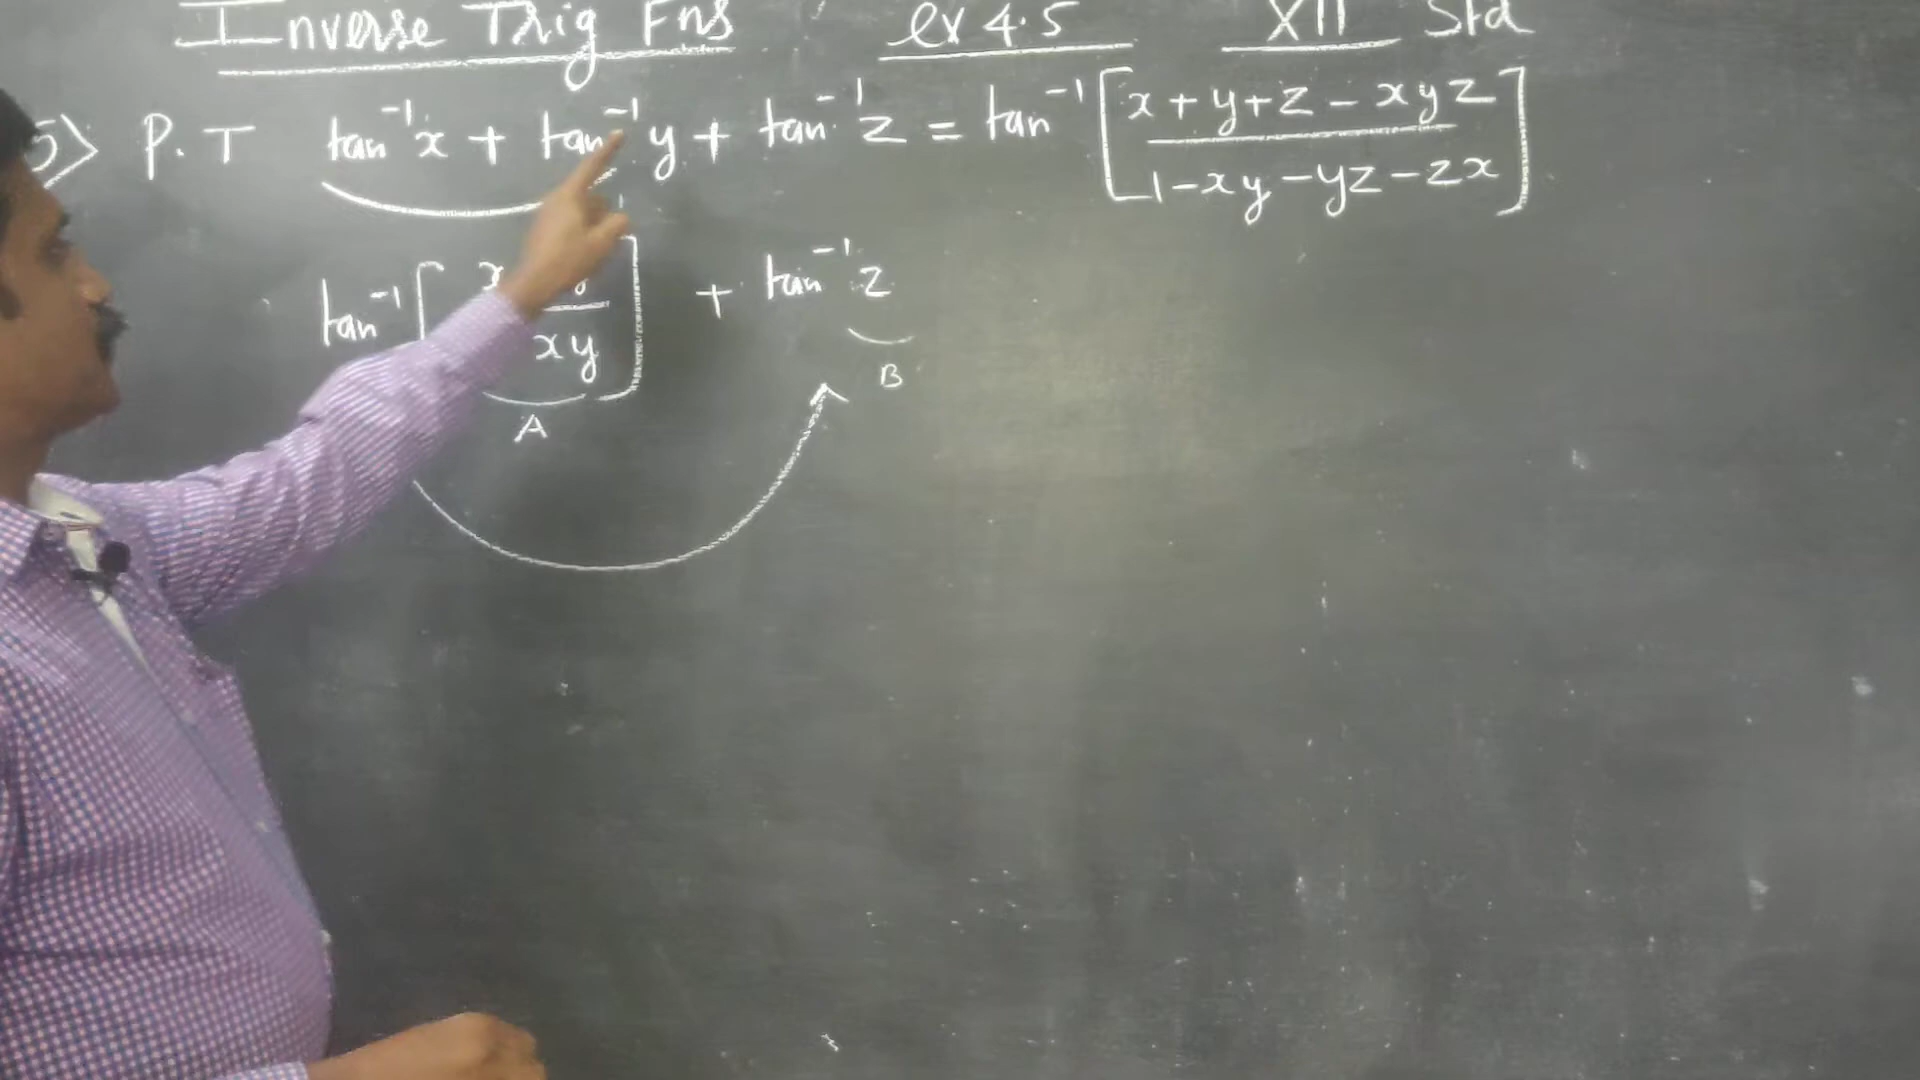 Inverse Trig Fns ex 4.5 XII Std
5) P.T tan⁻¹x + tan⁻¹y + tan⁻¹z = tan⁻¹[(x+y+z-xyz)/(1-xy-yz-zx)]
tan⁻¹[x y / xy] + tan⁻¹z
A B